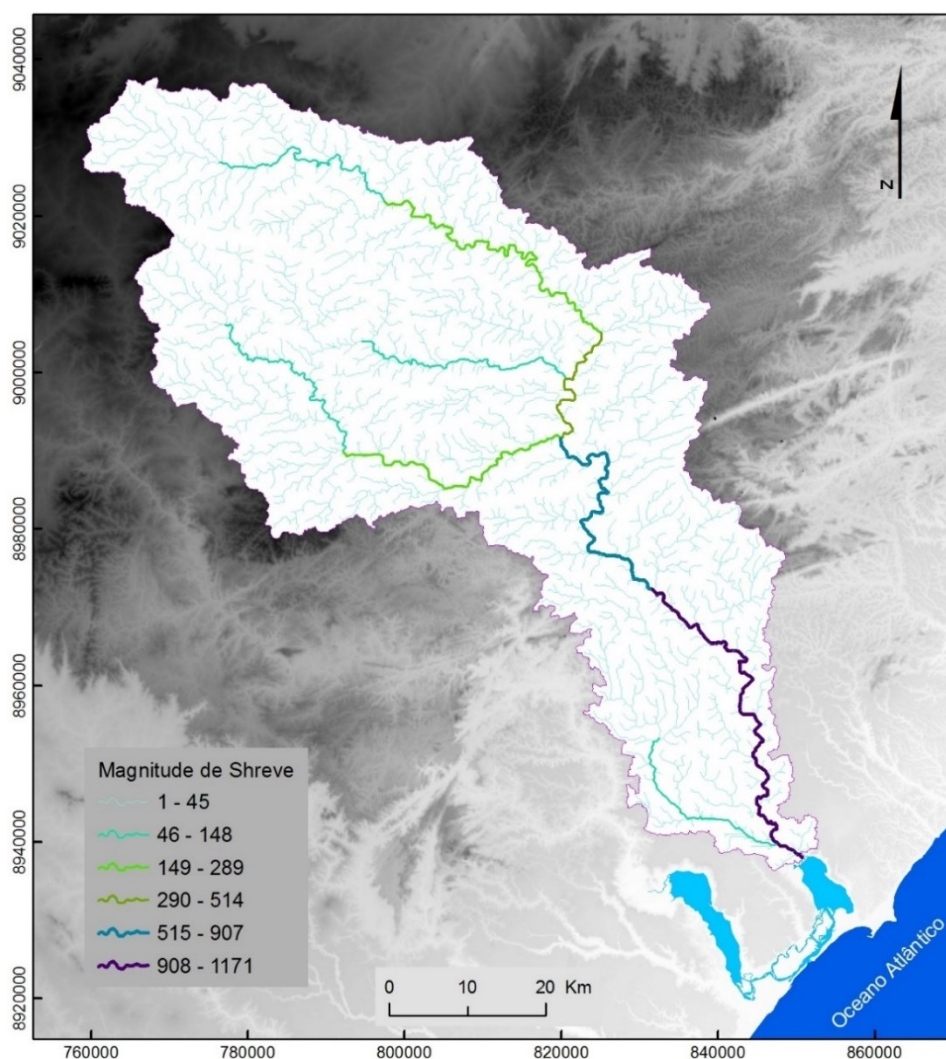 9040000
9020000
9000000
8980000
8960000
8940000
8920000
N
Magnitude de Shreve
1 - 45
46 - 148
149 - 289
290 - 514
515 - 907
908 - 1171
0 10 20 Km
Oceano Atlântico
760000 780000 800000 820000 840000 860000